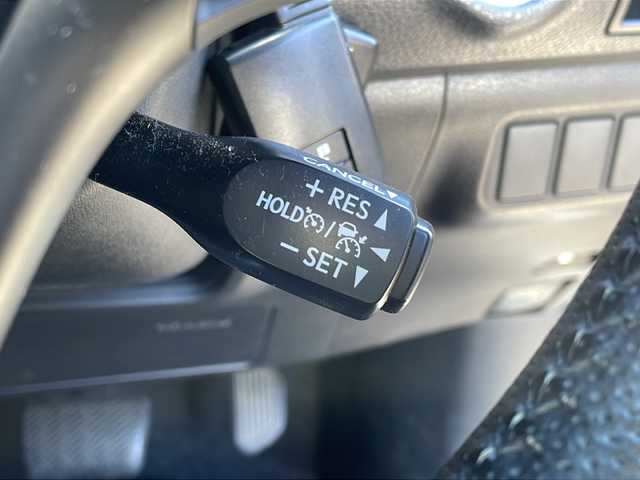 CANCEL▼
+ RES ▲
HOLD / ◀
− SET ▼